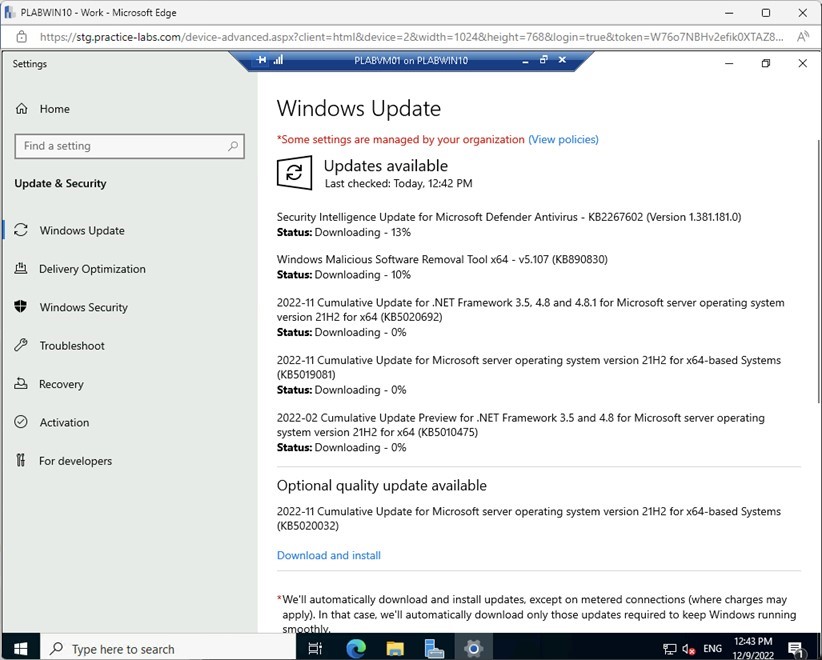 PLABWIN10 - Work - Microsoft Edge
https://stg.practice-labs.com/device-advanced.aspx?client=html&device=2&width=1024&height=768&login=true&token=W76o7NBHv2efik0XTAZ8...
Settings
PLABVM01 on PLABWIN10
Home
Find a setting
Update & Security
Windows Update
Delivery Optimization
Windows Security
Troubleshoot
Recovery
Activation
For developers
Windows Update
*Some settings are managed by your organization (View policies)
Updates available
Last checked: Today, 12:42 PM
Security Intelligence Update for Microsoft Defender Antivirus - KB2267602 (Version 1.381.181.0)
Status: Downloading - 13%
Windows Malicious Software Removal Tool x64 - v5.107 (KB890830)
Status: Downloading - 10%
2022-11 Cumulative Update for .NET Framework 3.5, 4.8 and 4.8.1 for Microsoft server operating system
version 21H2 for x64 (KB5020692)
Status: Downloading - 0%
2022-11 Cumulative Update for Microsoft server operating system version 21H2 for x64-based Systems
(KB5019081)
Status: Downloading - 0%
2022-02 Cumulative Update Preview for .NET Framework 3.5 and 4.8 for Microsoft server operating
system version 21H2 for x64 (KB5010475)
Status: Downloading - 0%
Optional quality update available
2022-11 Cumulative Update for Microsoft server operating system version 21H2 for x64-based Systems
(KB5020032)
Download and install
*We'll automatically download and install updates, except on metered connections (where charges may
apply). In that case, we'll automatically download only those updates required to keep Windows running
smoothly.
Type here to search
ENG
12:43 PM
12/9/2022
1